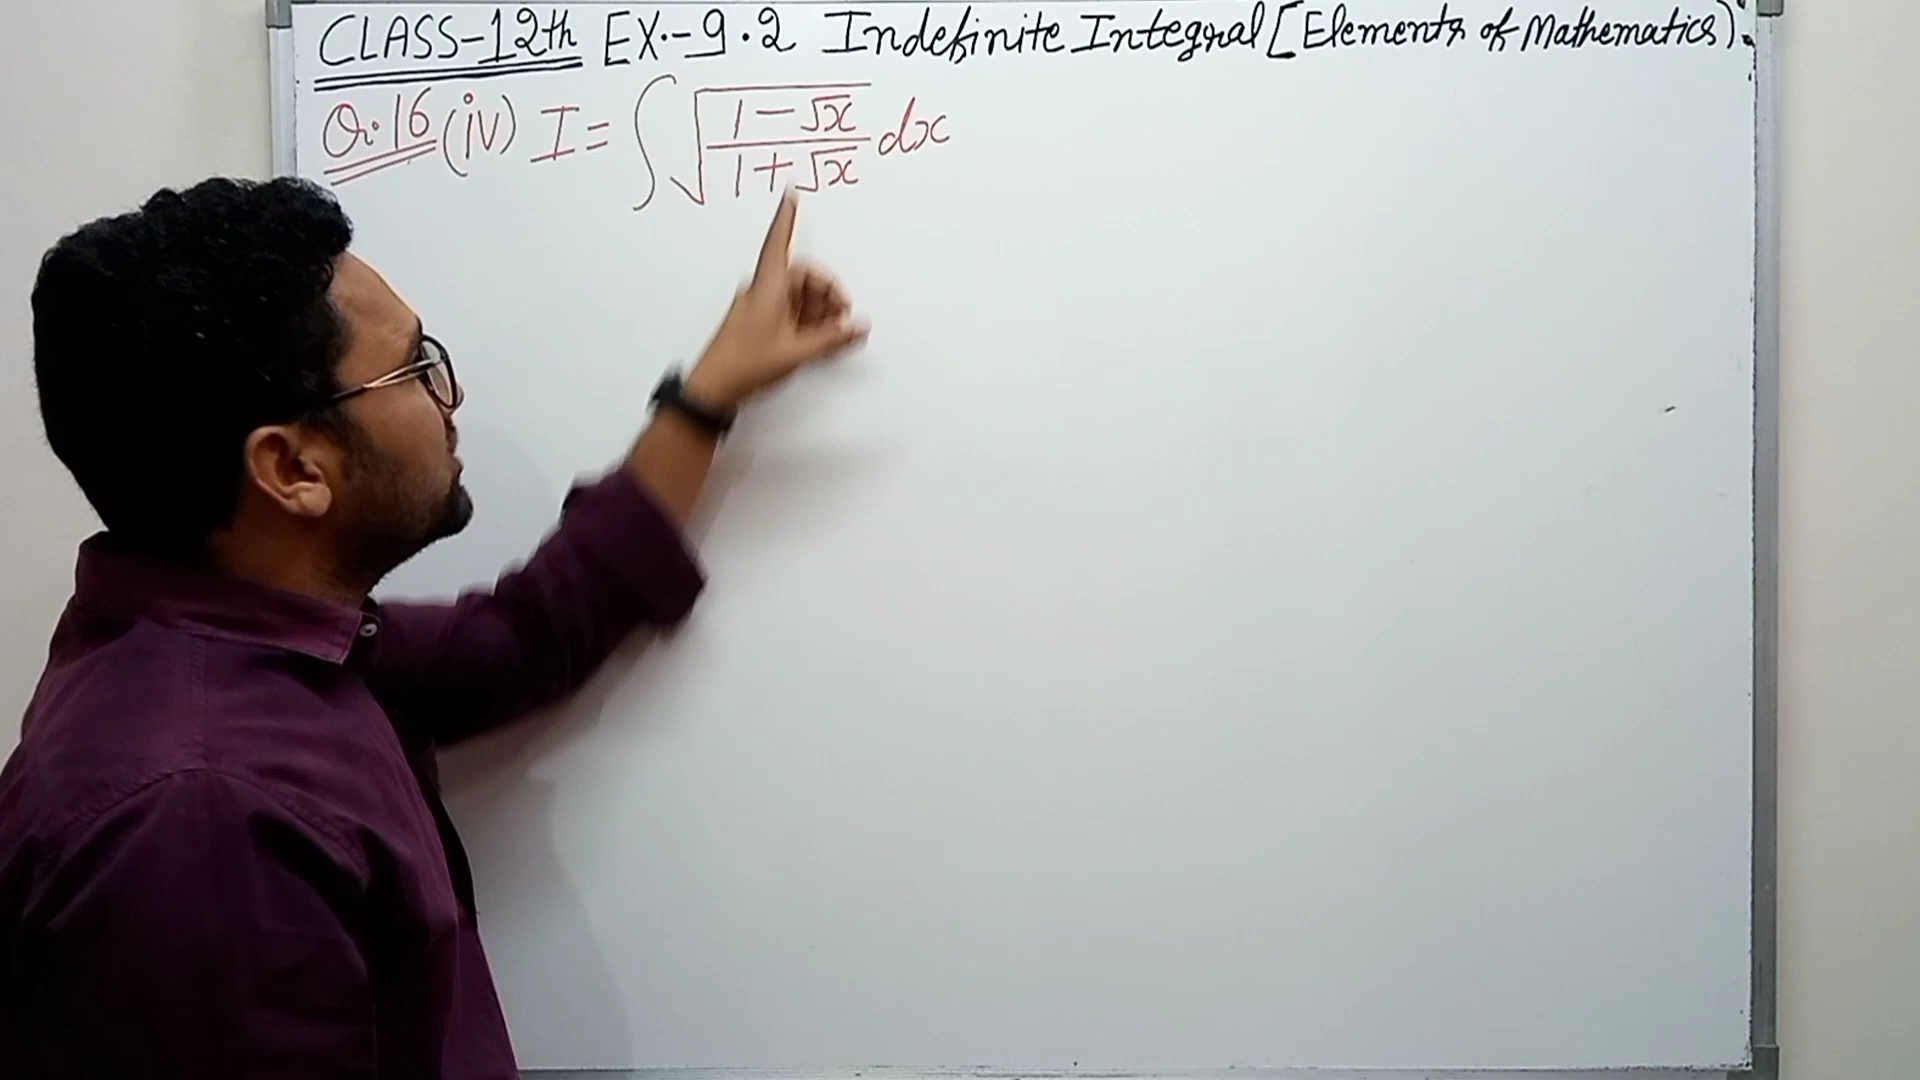 CLASS-12th EX.-9.2 Indefinite Integral [Elements of Mathematics).
Q.16 (iv) I = ∫ √((1-√x)/(1+√x)) dx